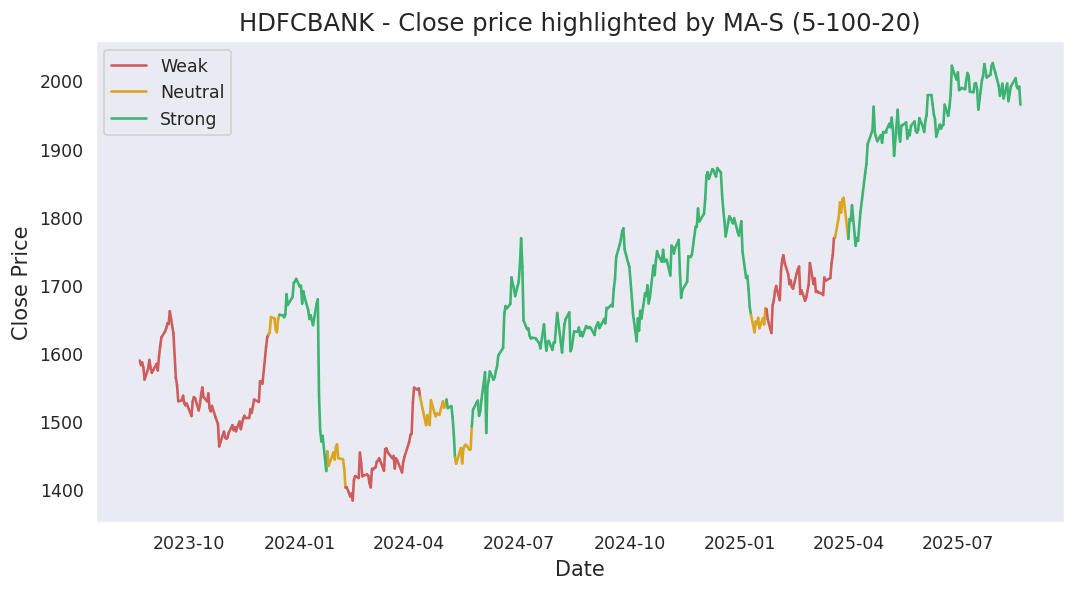 HDFCBANK - Close price highlighted by MA-S (5-100-20)
Weak
Neutral
Strong
Close Price
2000
1900
1800
1700
1600
1500
1400
2023-10 2024-01 2024-04 2024-07 2024-10 2025-01 2025-04 2025-07
Date